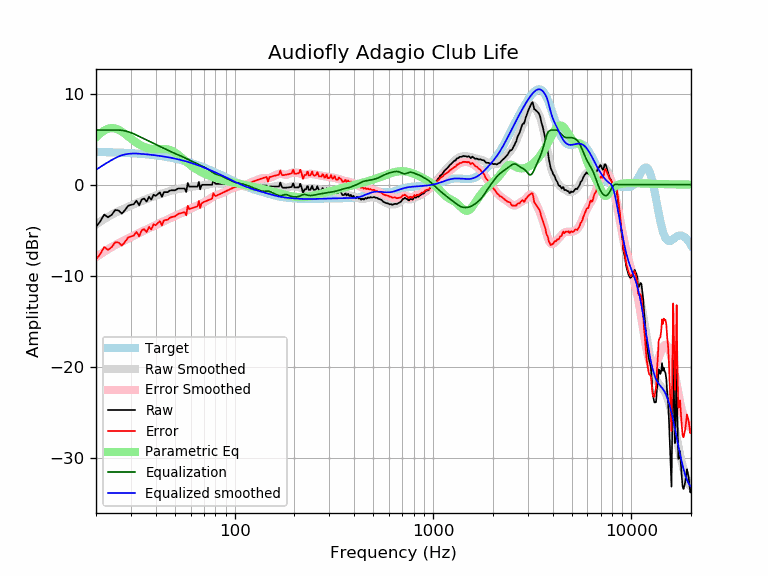 Audiofly Adagio Club Life
Amplitude (dBr)
10
0
−10
−20
−30
Target
Raw Smoothed
Error Smoothed
Raw
Error
Parametric Eq
Equalization
Equalized smoothed
100
1000
10000
Frequency (Hz)